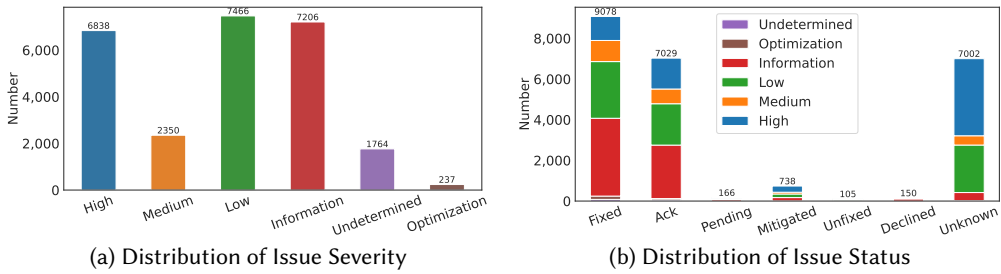 6838
2350
7466
7206
1764
237
6,000
4,000
2,000
0
Number
High
Medium
Low
Information
Undetermined
Optimization
(a) Distribution of Issue Severity
9078
7029
166
738
105
150
7002
8,000
6,000
4,000
2,000
0
Number
Undetermined
Optimization
Information
Low
Medium
High
Fixed
Ack
Pending
Mitigated
Unfixed
Declined
Unknown
(b) Distribution of Issue Status